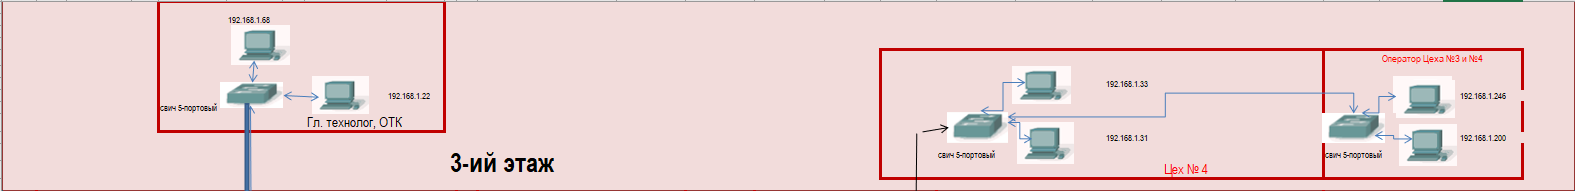 192.168.1.68
192.168.1.22
свич 5-портовый
Гл. технолог, ОТК
3-ий этаж
192.168.1.33
192.168.1.31
свич 5-портовый
Цех № 4
Оператор Цеха №3 и №4
192.168.1.246
192.168.1.200
свич 5-портовый